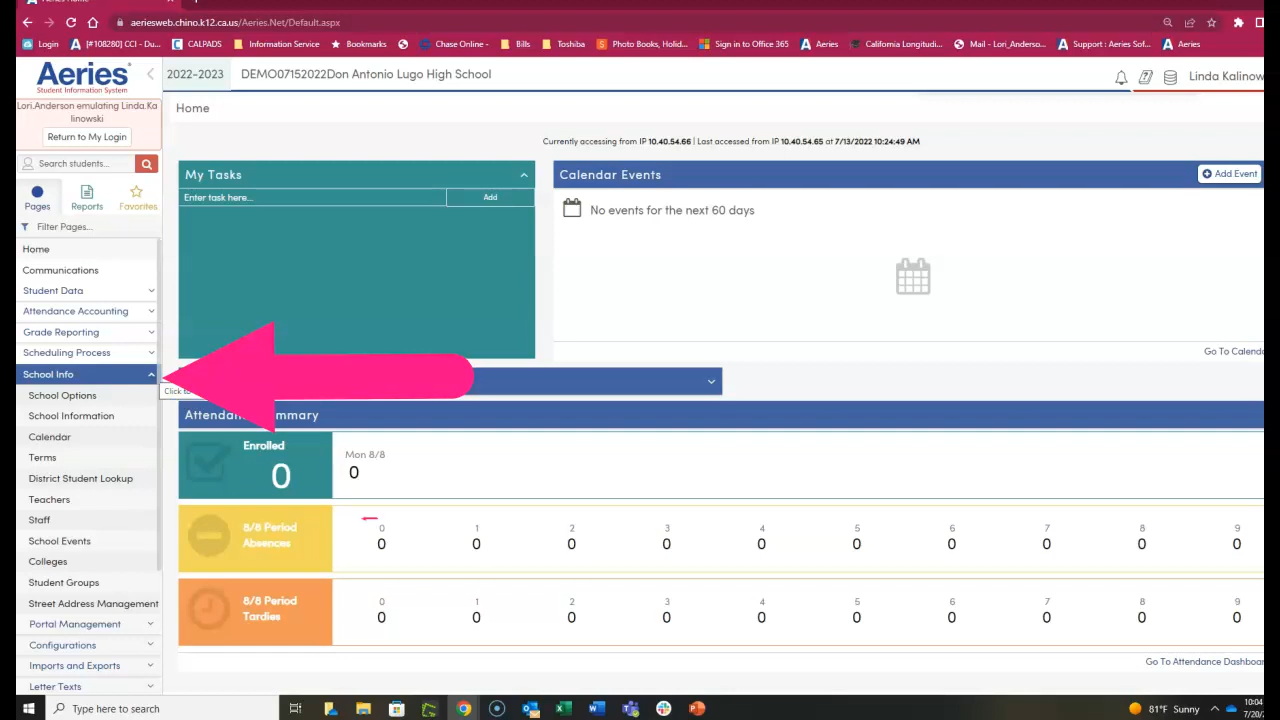 Aeries Home
aeriesweb.chino.k12.ca.us/Aeries.Net/Default.aspx
Login
[#108280] CCI - Du...
CALPADS
Information Service
Bookmarks
Chase Online -
Bills
Toshiba
Photo Books, Holid...
Sign in to Office 365
Aeries
California Longitudi...
Mail - Lori_Anderso...
Support : Aeries Sof...
Aeries
Aeries
Student Information System
2022-2023
DEMO07152022Don Antonio Lugo High School
Linda Kalinow
Lori.Anderson emulating Linda.Ka
linowski
Return to My Login
Search students...
Pages
Reports
Favorites
Filter Pages...
Home
Communications
Student Data
Attendance Accounting
Grade Reporting
Scheduling Process
School Info
School Options
School Information
Calendar
Terms
District Student Lookup
Teachers
Staff
School Events
Colleges
Student Groups
Street Address Management
Portal Management
Configurations
Imports and Exports
Letter Texts
Home
Currently accessing from IP 10.40.54.66 | Last accessed from IP 10.40.54.65 at 7/13/2022 10:24:49 AM
My Tasks
Enter task here...
Add
Calendar Events
Add Event
No events for the next 60 days
Go To Calenda
Click
Attendan mmary
Enrolled
0
Mon 8/8
0
8/8 Period
Absences
0 1 2 3 4 5 6 7 8 9
0 0 0 0 0 0 0 0 0 0
8/8 Period
Tardies
0 1 2 3 4 5 6 7 8 9
0 0 0 0 0 0 0 0 0 0
Go To Attendance Dashboar
Type here to search
81°F Sunny
10:04
7/20/